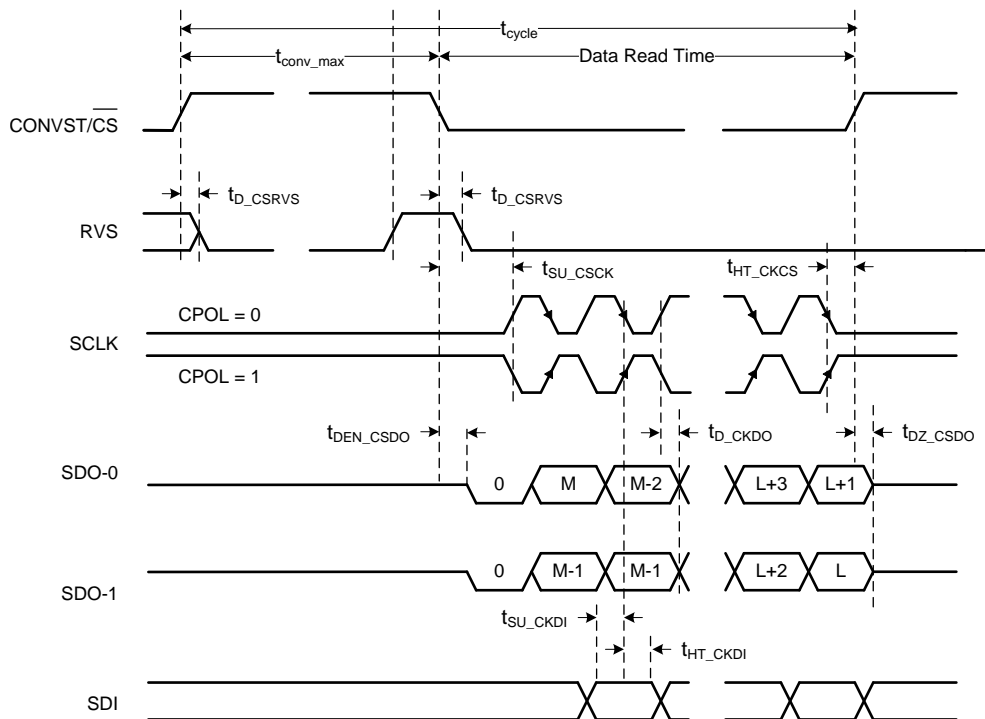 t_cycle
t_conv_max
Data Read Time
CONVST/C̅S̅
t_D_CSRVS
t_D_CSRVS
RVS
t_SU_CSCK
t_HT_CKCS
CPOL = 0
SCLK
CPOL = 1
t_DEN_CSDO
t_D_CKDO
t_DZ_CSDO
SDO-0
0
M
M-2
L+3
L+1
SDO-1
0
M-1
M-1
L+2
L
t_SU_CKDI
t_HT_CKDI
SDI